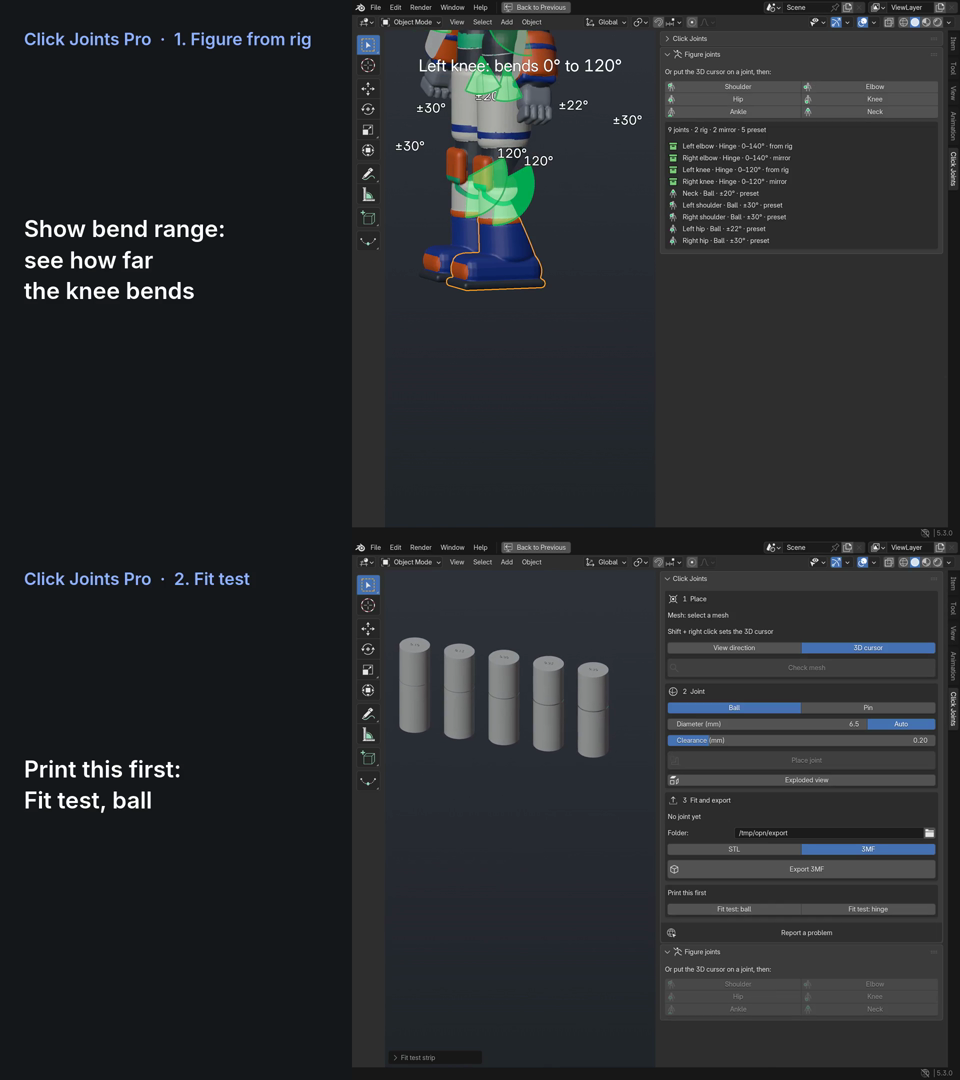 Click Joints Pro · 1. Figure from rig
Show bend range:
see how far
the knee bends
File Edit Render Window Help Back to Previous Scene ViewLayer
Object Mode View Select Add Object Global
Left knee: bends 0° to 120°
±20
±30°
±22°
±30°
±30°
120°
120°
Click Joints
Figure joints
Or put the 3D cursor on a joint, then:
Shoulder Elbow
Hip Knee
Ankle Neck
9 joints · 2 rig · 2 mirror · 5 preset
Left elbow · Hinge · 0–140° · from rig
Right elbow · Hinge · 0–140° · mirror
Left knee · Hinge · 0–120° · from rig
Right knee · Hinge · 0–120° · mirror
Neck · Ball · ±20° · preset
Left shoulder · Ball · ±30° · preset
Right shoulder · Ball · ±30° · preset
Left hip · Ball · ±22° · preset
Right hip · Ball · ±30° · preset
Item
Tool
View
Animation
Click Joints
5.3.0
Click Joints Pro · 2. Fit test
Print this first:
Fit test, ball
File Edit Render Window Help Back to Previous Scene ViewLayer
Object Mode View Select Add Object Global
Click Joints
1 Place
Mesh: select a mesh
Shift + right click sets the 3D cursor
View direction 3D cursor
Check mesh
2 Joint
Ball Pin
Diameter (mm) 6.5 Auto
Clearance (mm) 0.20
Place joint
Exploded view
3 Fit and export
No joint yet
Folder: /tmp/opn/export
STL 3MF
Export 3MF
Print this first
Fit test: ball Fit test: hinge
Report a problem
Figure joints
Or put the 3D cursor on a joint, then:
Shoulder Elbow
Hip Knee
Ankle Neck
Item
Tool
View
Animation
Click Joints
Fit test strip
5.3.0